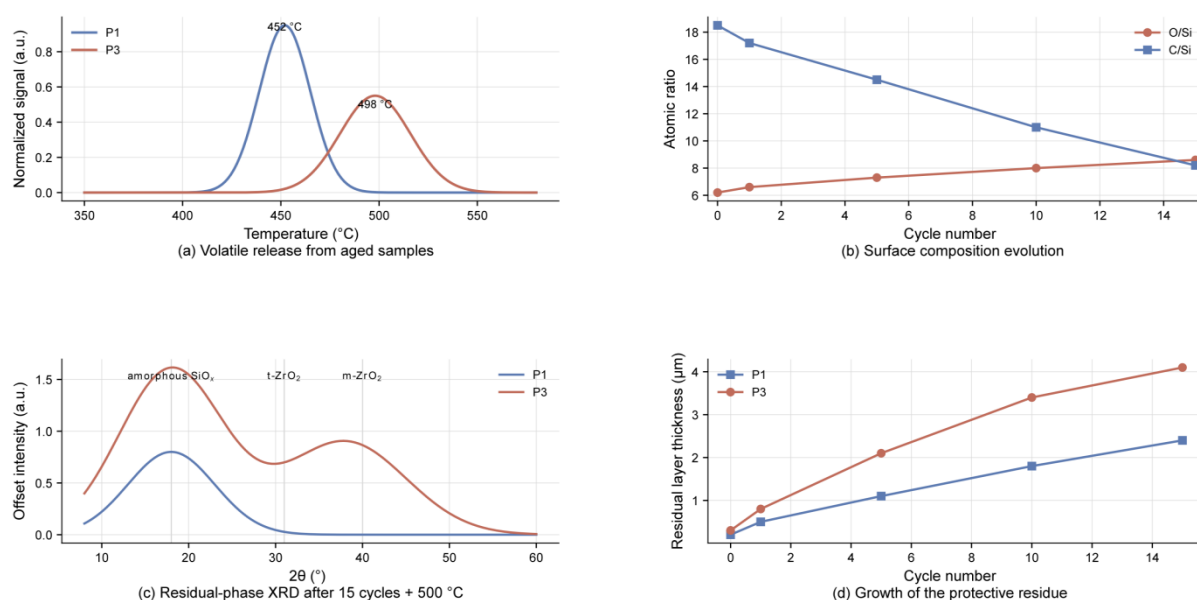 P1
P3
452 °C
498 °C
Normalized signal (a.u.)
0.8
0.6
0.4
0.2
0.0
350
400
450
500
550
Temperature (°C)
(a) Volatile release from aged samples
O/Si
C/Si
Atomic ratio
18
16
14
12
10
8
6
0
2
4
6
8
10
12
14
Cycle number
(b) Surface composition evolution
amorphous SiOₓ
t-ZrO₂
m-ZrO₂
P1
P3
Offset intensity (a.u.)
1.5
1.0
0.5
0.0
10
20
30
40
50
60
2θ (°)
(c) Residual-phase XRD after 15 cycles + 500 °C
P1
P3
Residual layer thickness (µm)
4
3
2
1
0
2
4
6
8
10
12
14
Cycle number
(d) Growth of the protective residue